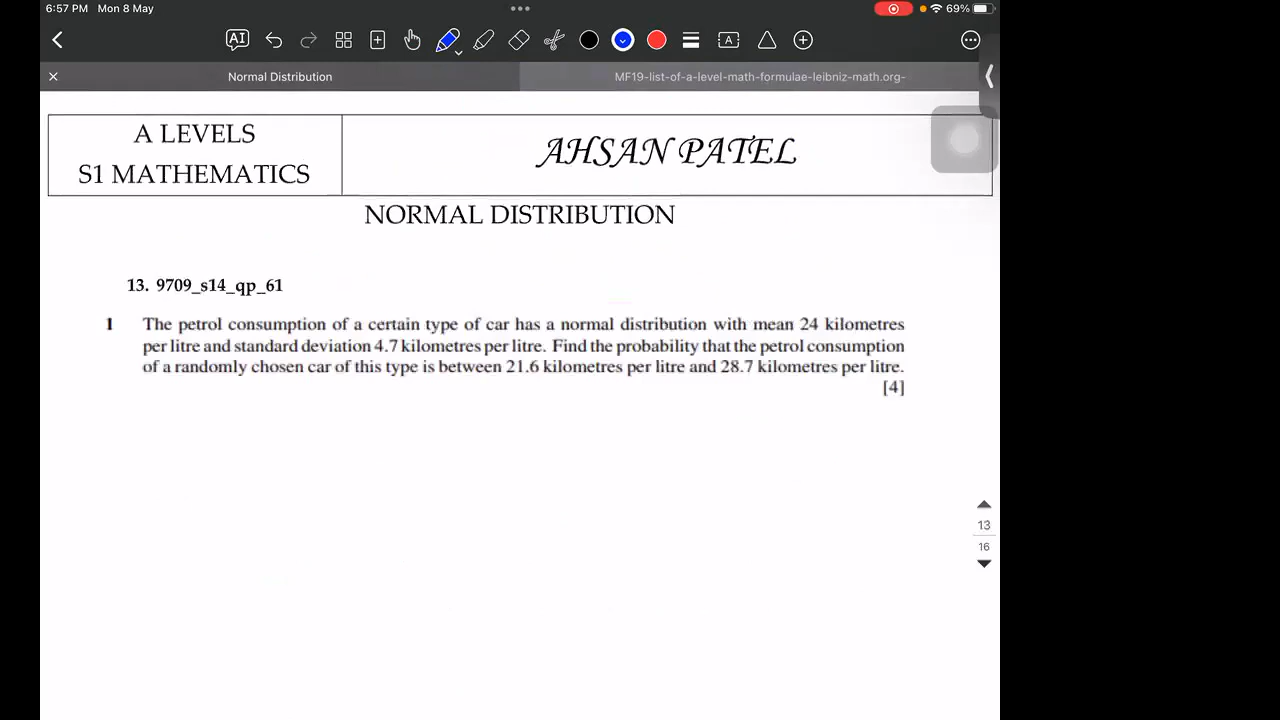 6:57 PM Mon 8 May
69%
AI
A
Normal Distribution
MF19-list-of-a-level-math-formulae-leibniz-math.org-
A LEVELS
S1 MATHEMATICS
AHSAN PATEL
NORMAL DISTRIBUTION
13. 9709_s14_qp_61
1 The petrol consumption of a certain type of car has a normal distribution with mean 24 kilometres
per litre and standard deviation 4.7 kilometres per litre. Find the probability that the petrol consumption
of a randomly chosen car of this type is between 21.6 kilometres per litre and 28.7 kilometres per litre.
[4]
13
16